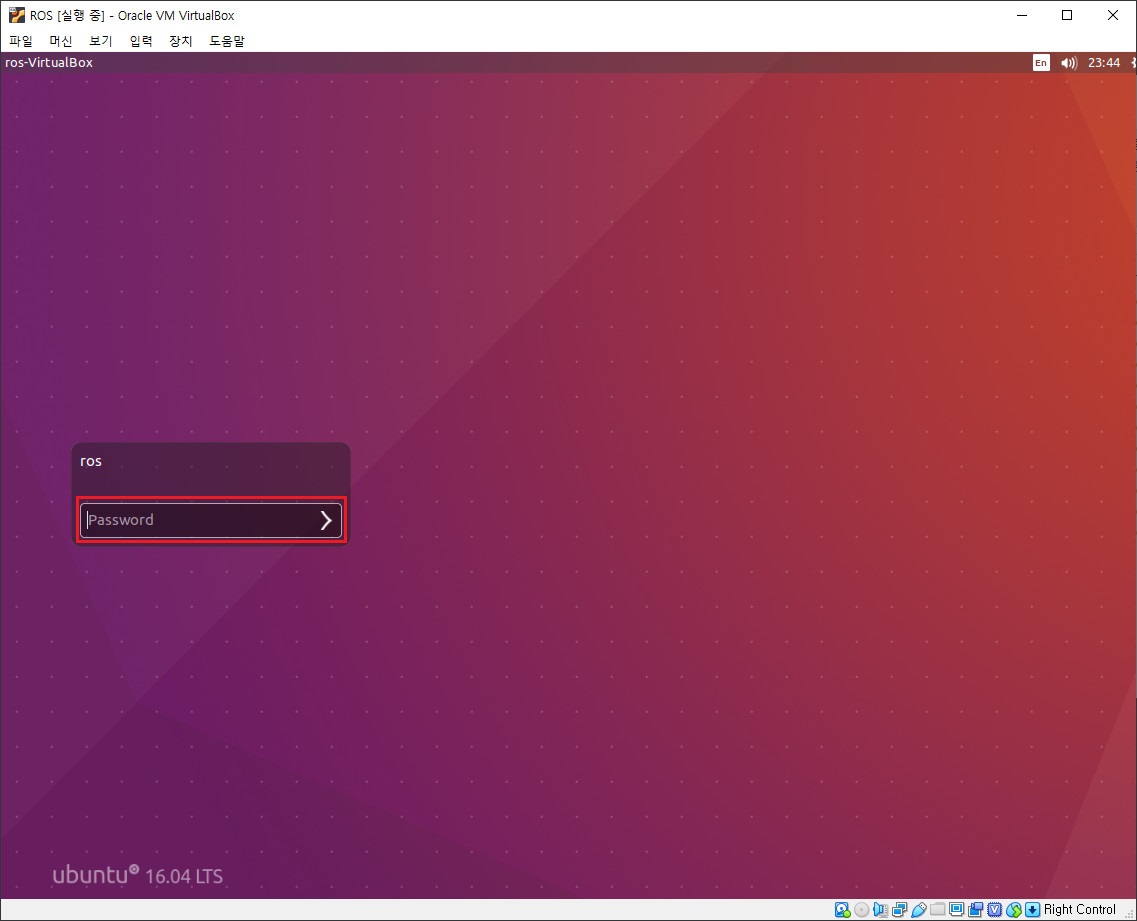 ROS [실행 중] - Oracle VM VirtualBox
파일 머신 보기 입력 장치 도움말
ros-VirtualBox En 23:44
ros
Password
ubuntu® 16.04 LTS
Right Control